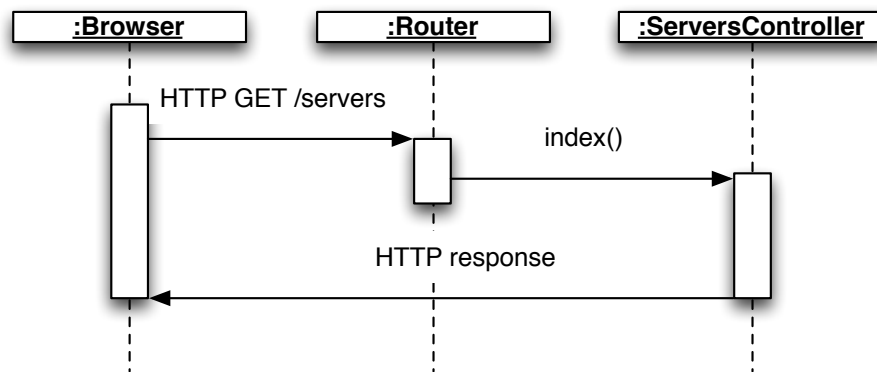 :Browser
:Router
:ServersController
HTTP GET /servers
index()
HTTP response